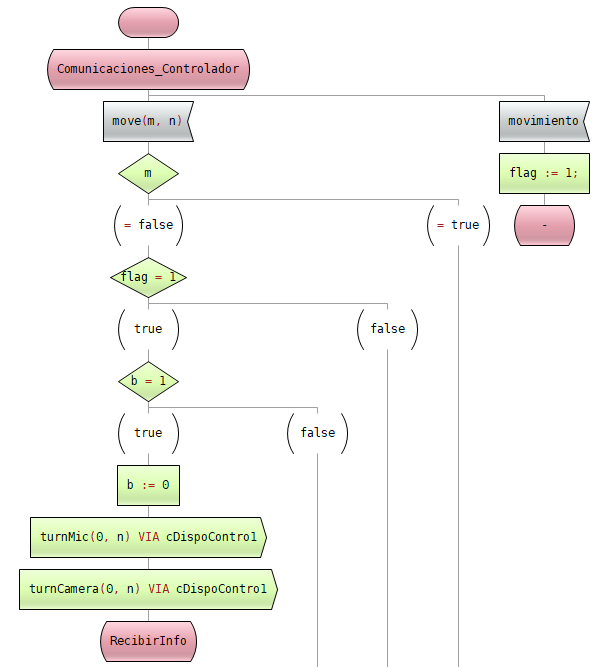 Comunicaciones_Controlador
move(m, n)
movimiento
m
flag := 1;
= false
= true
-
flag = 1
true
false
b = 1
true
false
b := 0
turnMic(0, n) VIA cDispoControl
turnCamera(0, n) VIA cDispoControl
RecibirInfo